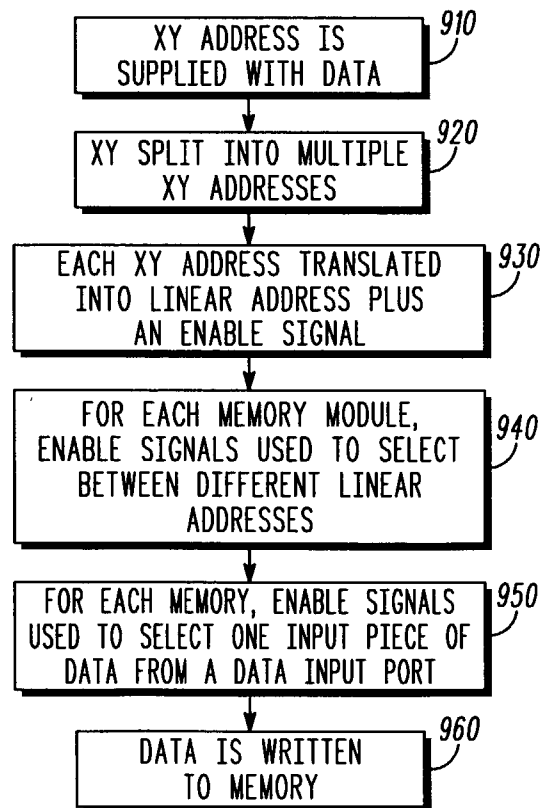 XY ADDRESS IS
SUPPLIED WITH DATA
910
XY SPLIT INTO MULTIPLE
XY ADDRESSES
920
EACH XY ADDRESS TRANSLATED
INTO LINEAR ADDRESS PLUS
AN ENABLE SIGNAL
930
FOR EACH MEMORY MODULE,
ENABLE SIGNALS USED TO SELECT
BETWEEN DIFFERENT LINEAR
ADDRESSES
940
FOR EACH MEMORY, ENABLE SIGNALS
USED TO SELECT ONE INPUT PIECE OF
DATA FROM A DATA INPUT PORT
950
DATA IS WRITTEN
TO MEMORY
960